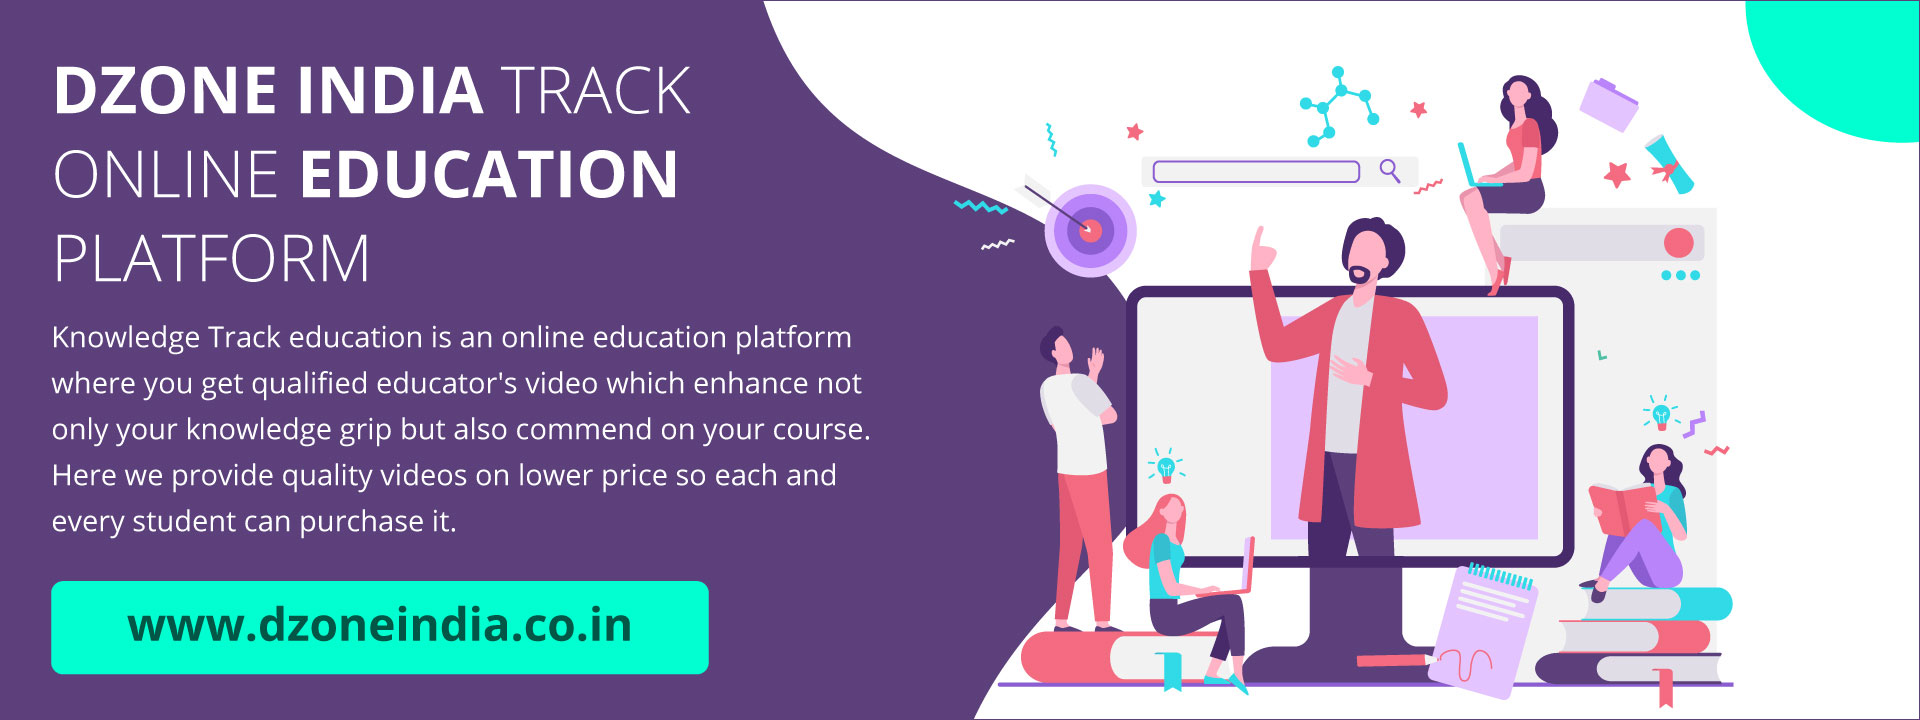 DZONE INDIA TRACK
ONLINE EDUCATION
PLATFORM
Knowledge Track education is an online education platform
where you get qualified educator's video which enhance not
only your knowledge grip but also commend on your course.
Here we provide quality videos on lower price so each and
every student can purchase it.
www.dzoneindia.co.in